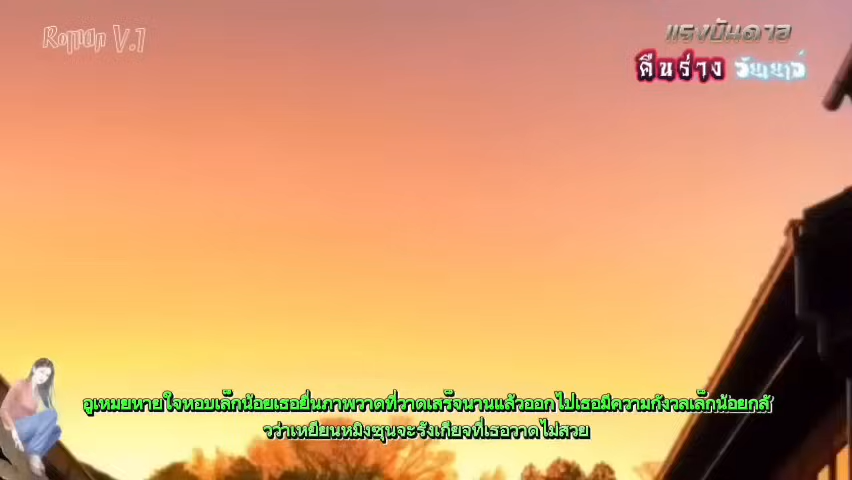 Roman V.1
แรงบันดาล
คืนร่าง
อูเหมยหายใจหอบเล็กน้อยเธอยื่นภาพวาดที่วาดเสร็จนานแล้วออกไปเธอมีความกังวลเล็กน้อยกลั
วว่าเหยียนหมิงซุนจะรังเกียจที่เธอวาดไม่สวย